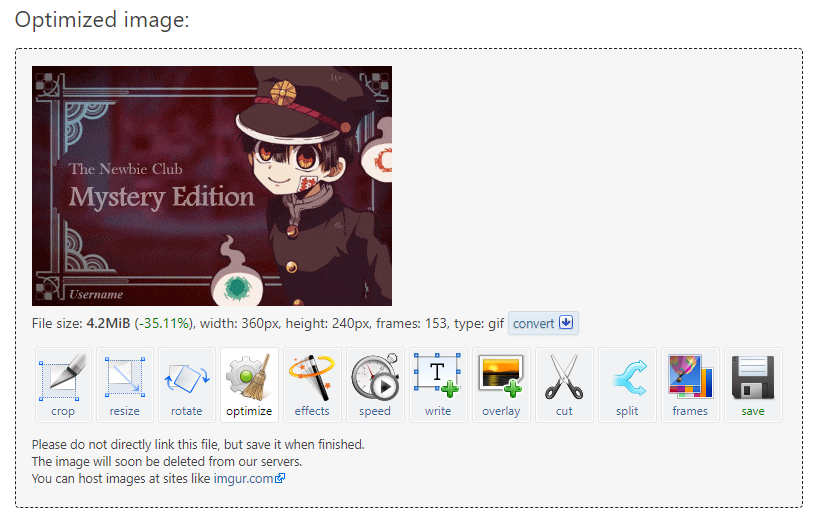 Optimized image:
The Newbie Club
Mystery Edition
Username
File size: 4.2MiB (-35.11%), width: 360px, height: 240px, frames: 153, type: gif convert
crop resize rotate optimize effects speed write overlay cut split frames save
Please do not directly link this file, but save it when finished.
The image will soon be deleted from our servers.
You can host images at sites like imgur.com